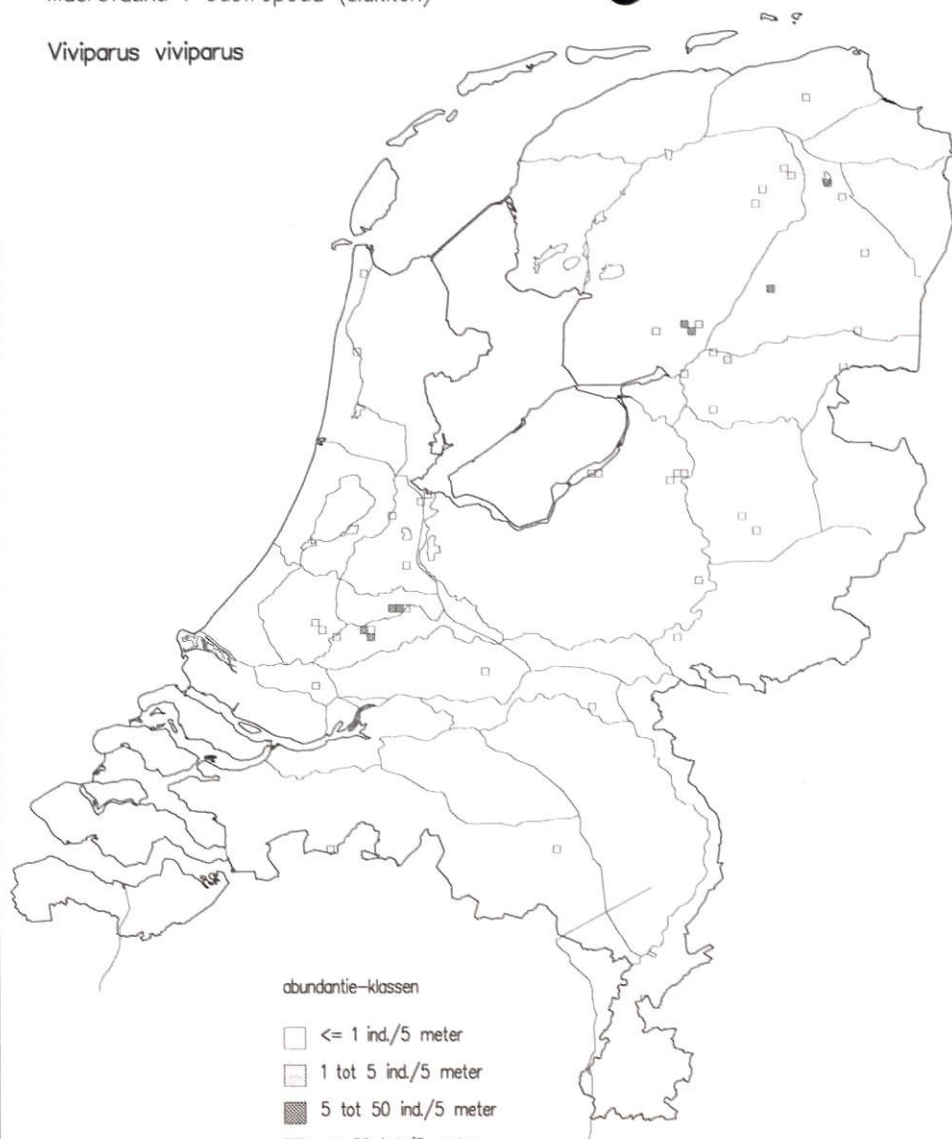 Viviparus viviparus
abundantie-klassen
<= 1 ind./5 meter
1 tot 5 ind./5 meter
5 tot 50 ind./5 meter